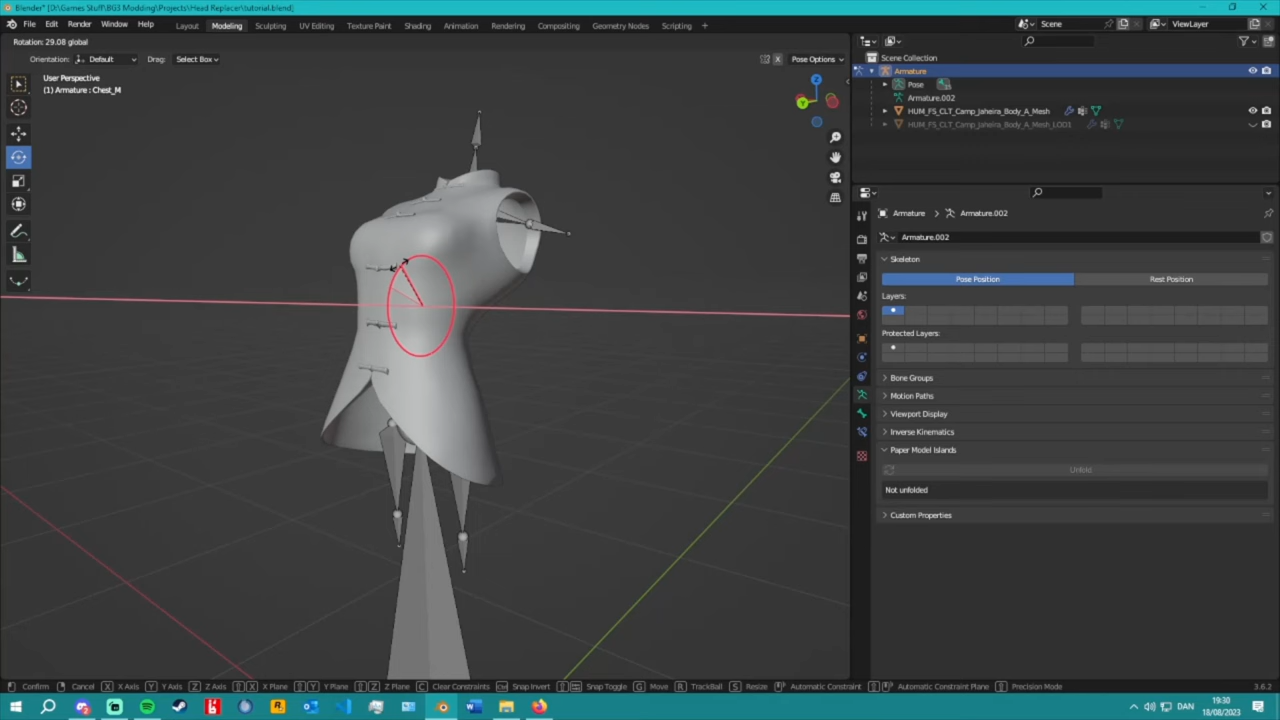 Blender* [D:\Games Stuff\BG3 Modding\Projects\Head Replacer\tutorial.blend]
File Edit Render Window Help Layout Modeling Sculpting UV Editing Texture Paint Shading Animation Rendering Compositing Geometry Nodes Scripting + Scene ViewLayer
Rotation: 29.08 global
Orientation: Default Drag: Select Box X Pose Options
User Perspective
(1) Armature : Chest_M
Y
Z
Scene Collection
Armature
Pose
Armature.002
HUM_FS_CLT_Camp_Jaheira_Body_A_Mesh
HUM_FS_CLT_Camp_Jaheira_Body_A_Mesh_LOD1
Armature > Armature.002
Armature.002
Skeleton
Pose Position Rest Position
Layers:
Protected Layers:
Bone Groups
Motion Paths
Viewport Display
Inverse Kinematics
Paper Model Islands
Unfold
Not unfolded
Custom Properties
Confirm Cancel X X Axis Y Y Axis Z Z Axis X X Plane Y Y Plane Z Z Plane C Clear Constraints Snap Invert Snap Toggle G Move R TrackBall S Resize Automatic Constraint Automatic Constraint Plane Precision Mode 3.6.2
DAN
19:30
18/08/2023